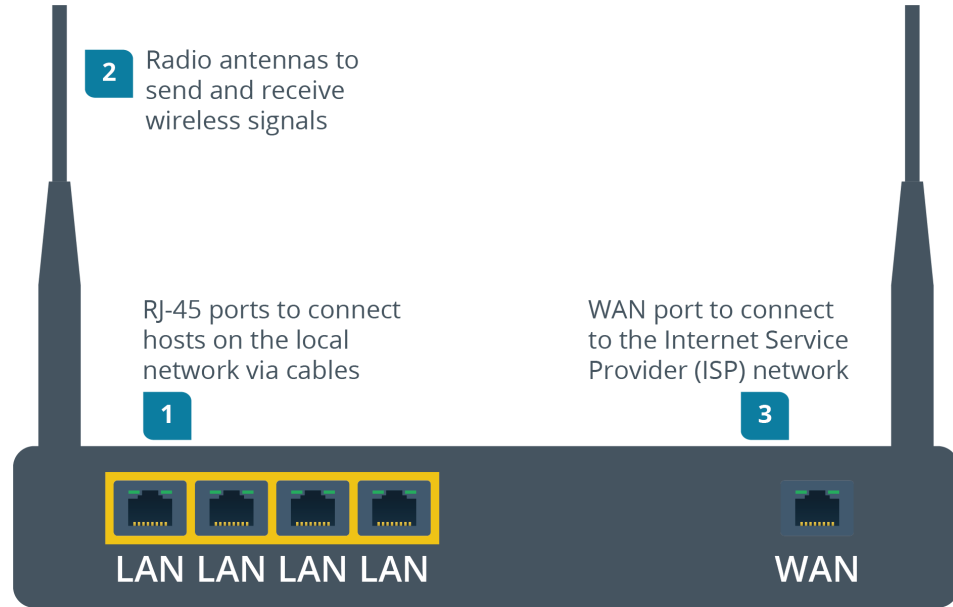 2
Radio antennas to
send and receive
wireless signals
RJ-45 ports to connect
hosts on the local
network via cables
1
WAN port to connect
to the Internet Service
Provider (ISP) network
3
LAN LAN LAN LAN
WAN